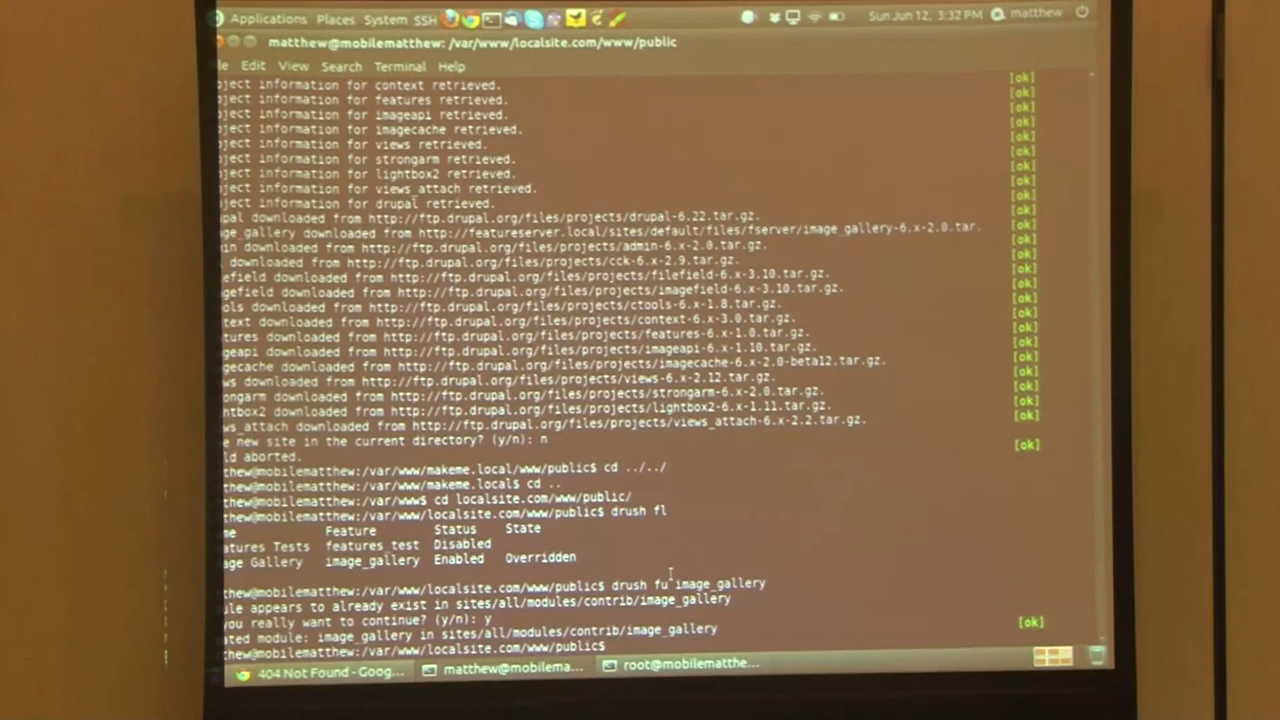 Applications Places System SSH Sun Jun 12, 3:32 PM matthew
matthew@mobilematthew: /var/www/localsite.com/www/public
le Edit View Search Terminal Help
oject information for context retrieved. [ok]
oject information for features retrieved. [ok]
oject information for imageapi retrieved. [ok]
oject information for imagecache retrieved. [ok]
oject information for views retrieved. [ok]
oject information for strongarm retrieved. [ok]
oject information for lightbox2 retrieved. [ok]
oject information for views_attach retrieved. [ok]
oject information for drupal retrieved. [ok]
upal downloaded from http://ftp.drupal.org/files/projects/drupal-6.22.tar.gz. [ok]
age_gallery downloaded from http://featureserver.local/sites/default/files/fserver/image_gallery-6.x-2.0.tar. [ok]
in downloaded from http://ftp.drupal.org/files/projects/admin-6.x-2.0.tar.gz. [ok]
downloaded from http://ftp.drupal.org/files/projects/cck-6.x-2.9.tar.gz. [ok]
efield downloaded from http://ftp.drupal.org/files/projects/filefield-6.x-3.10.tar.gz. [ok]
agefield downloaded from http://ftp.drupal.org/files/projects/imagefield-6.x-3.10.tar.gz. [ok]
ools downloaded from http://ftp.drupal.org/files/projects/ctools-6.x-1.8.tar.gz. [ok]
ntext downloaded from http://ftp.drupal.org/files/projects/context-6.x-3.0.tar.gz. [ok]
atures downloaded from http://ftp.drupal.org/files/projects/features-6.x-1.0.tar.gz. [ok]
ageapi downloaded from http://ftp.drupal.org/files/projects/imageapi-6.x-1.10.tar.gz. [ok]
agecache downloaded from http://ftp.drupal.org/files/projects/imagecache-6.x-2.0-beta12.tar.gz. [ok]
ws downloaded from http://ftp.drupal.org/files/projects/views-6.x-2.12.tar.gz. [ok]
ongarm downloaded from http://ftp.drupal.org/files/projects/strongarm-6.x-2.0.tar.gz. [ok]
htbox2 downloaded from http://ftp.drupal.org/files/projects/lightbox2-6.x-1.11.tar.gz. [ok]
ws_attach downloaded from http://ftp.drupal.org/files/projects/views_attach-6.x-2.2.tar.gz. [ok]
e new site in the current directory? (y/n): n
ld aborted. [ok]
thew@mobilematthew:/var/www/makeme.local/www/public$ cd ../../
thew@mobilematthew:/var/www/makeme.local$ cd ..
thew@mobilematthew:/var/www$ cd localsite.com/www/public/
thew@mobilematthew:/var/www/localsite.com/www/public$ drush fl
me Feature Status State
atures Tests features_test Disabled
age Gallery image_gallery Enabled Overridden
thew@mobilematthew:/var/www/localsite.com/www/public$ drush fu image_gallery
ule appears to already exist in sites/all/modules/contrib/image_gallery
you really want to continue? (y/n): y
ated module: image_gallery in sites/all/modules/contrib/image_gallery [ok]
thew@mobilematthew:/var/www/localsite.com/www/public$
404 Not Found - Goog... matthew@mobilema... root@mobilematthe...